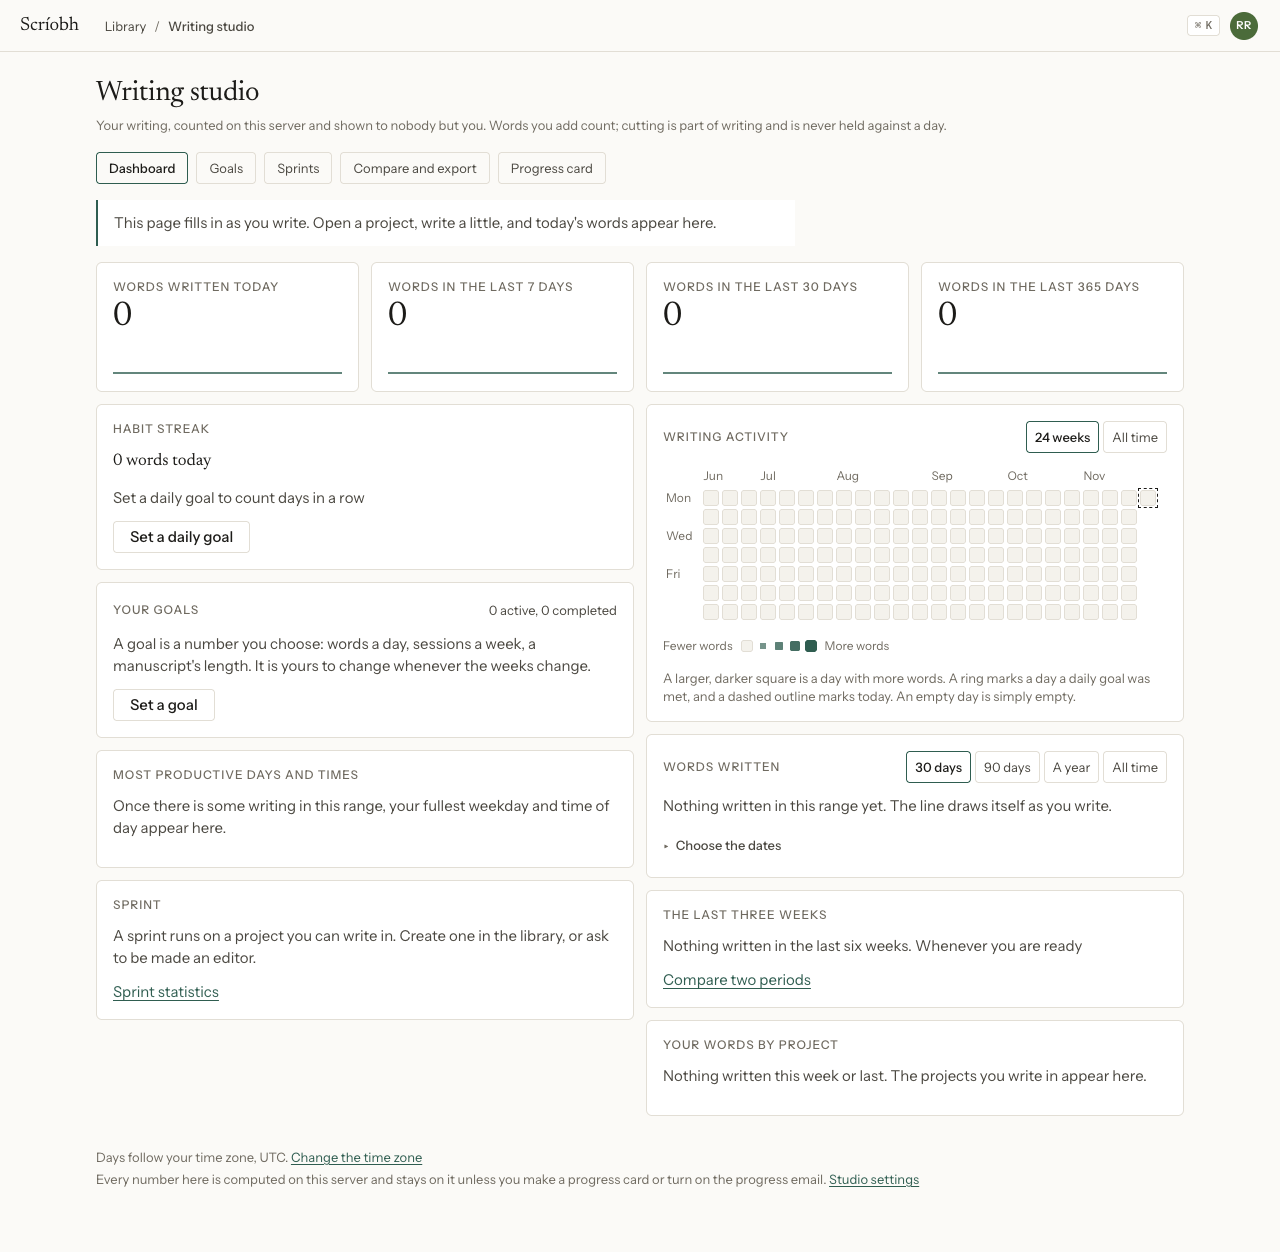 Scríobh
Library / Writing studio
⌘ K
RR
Writing studio
Your writing, counted on this server and shown to nobody but you. Words you add count; cutting is part of writing and is never held against a day.
Dashboard
Goals
Sprints
Compare and export
Progress card
This page fills in as you write. Open a project, write a little, and today's words appear here.
WORDS WRITTEN TODAY
0
WORDS IN THE LAST 7 DAYS
0
WORDS IN THE LAST 30 DAYS
0
WORDS IN THE LAST 365 DAYS
0
HABIT STREAK
0 words today
Set a daily goal to count days in a row
Set a daily goal
YOUR GOALS
0 active, 0 completed
A goal is a number you choose: words a day, sessions a week, a
manuscript's length. It is yours to change whenever the weeks change.
Set a goal
MOST PRODUCTIVE DAYS AND TIMES
Once there is some writing in this range, your fullest weekday and time of
day appear here.
SPRINT
A sprint runs on a project you can write in. Create one in the library, or ask
to be made an editor.
Sprint statistics
WRITING ACTIVITY
24 weeks
All time
Jun Jul Aug Sep Oct Nov
Mon
Wed
Fri
Fewer words
More words
A larger, darker square is a day with more words. A ring marks a day a daily goal was
met, and a dashed outline marks today. An empty day is simply empty.
WORDS WRITTEN
30 days
90 days
A year
All time
Nothing written in this range yet. The line draws itself as you write.
Choose the dates
THE LAST THREE WEEKS
Nothing written in the last six weeks. Whenever you are ready
Compare two periods
YOUR WORDS BY PROJECT
Nothing written this week or last. The projects you write in appear here.
Days follow your time zone, UTC. Change the time zone
Every number here is computed on this server and stays on it unless you make a progress card or turn on the progress email. Studio settings